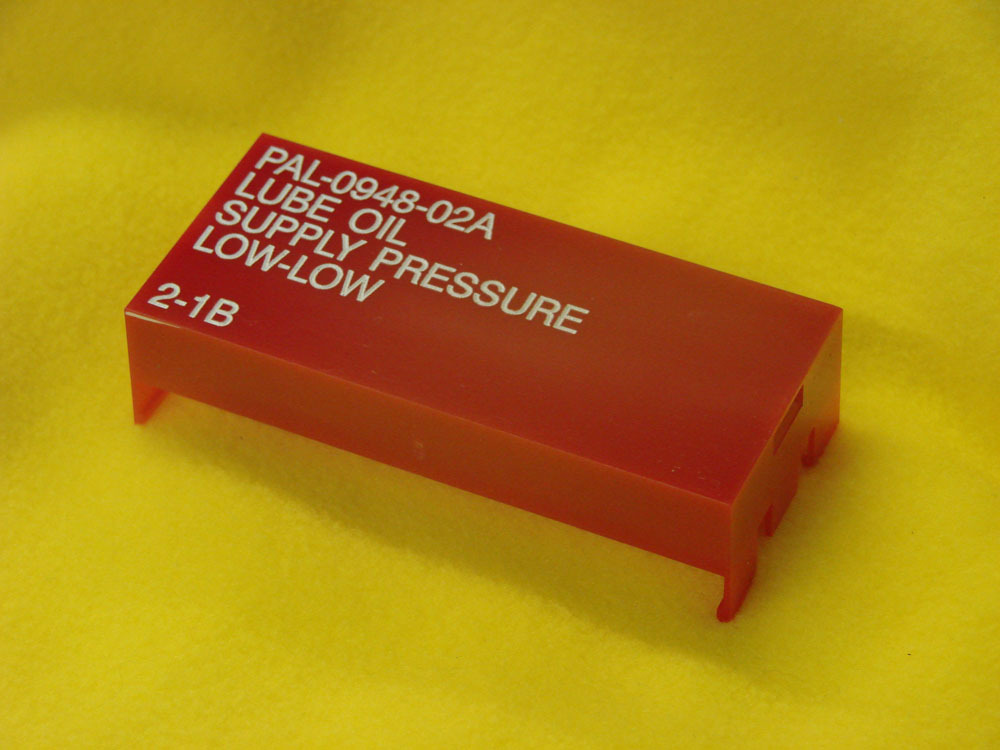 PAL-0948-02A
LUBE OIL
SUPPLY PRESSURE
LOW-LOW
2-1B